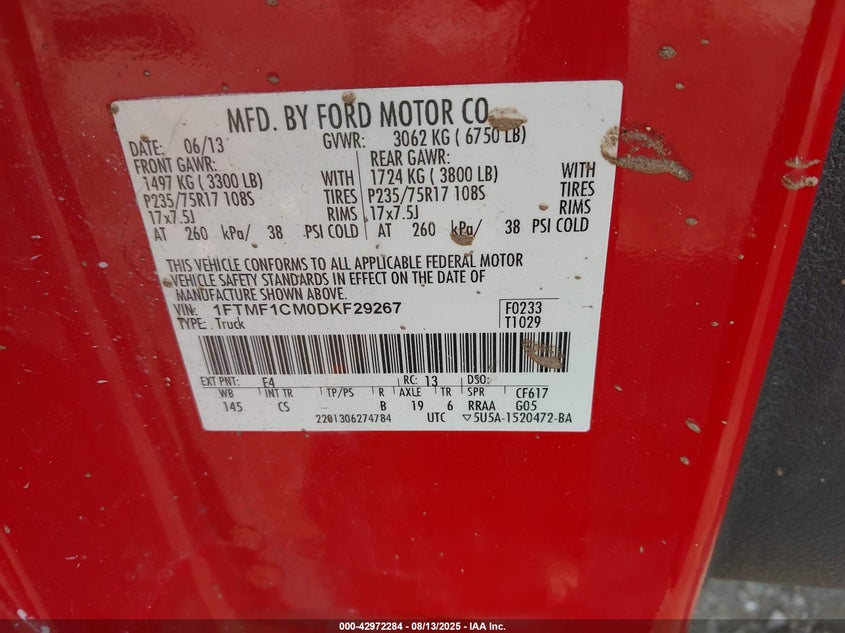 MFD. BY FORD MOTOR CO
DATE: 06/13 GVWR: 3062 KG ( 6750 LB)
FRONT GAWR: REAR GAWR:
1497 KG ( 3300 LB) WITH 1724 KG ( 3800 LB) WITH
P235/75R17 108S TIRES P235/75R17 108S TIRES
17x7.5J RIMS 17x7.5J RIMS
AT 260 kPa/ 38 PSI COLD AT 260 kPa/ 38 PSI COLD
THIS VEHICLE CONFORMS TO ALL APPLICABLE FEDERAL MOTOR
VEHICLE SAFETY STANDARDS IN EFFECT ON THE DATE OF
MANUFACTURE SHOWN ABOVE.
VIN: 1FTMF1CM0DKF29267 F0233
TYPE: Truck T1029
EXT PNT: E4 RC: 13 DSO:
WB INT TR TP/PS R AXLE TR SPR CF617
145 CS B 19 6 RRAA G05
2201306274784 UTC ▽5U5A-1520472-BA
000-42972284 - 08/13/2025 - IAA Inc.